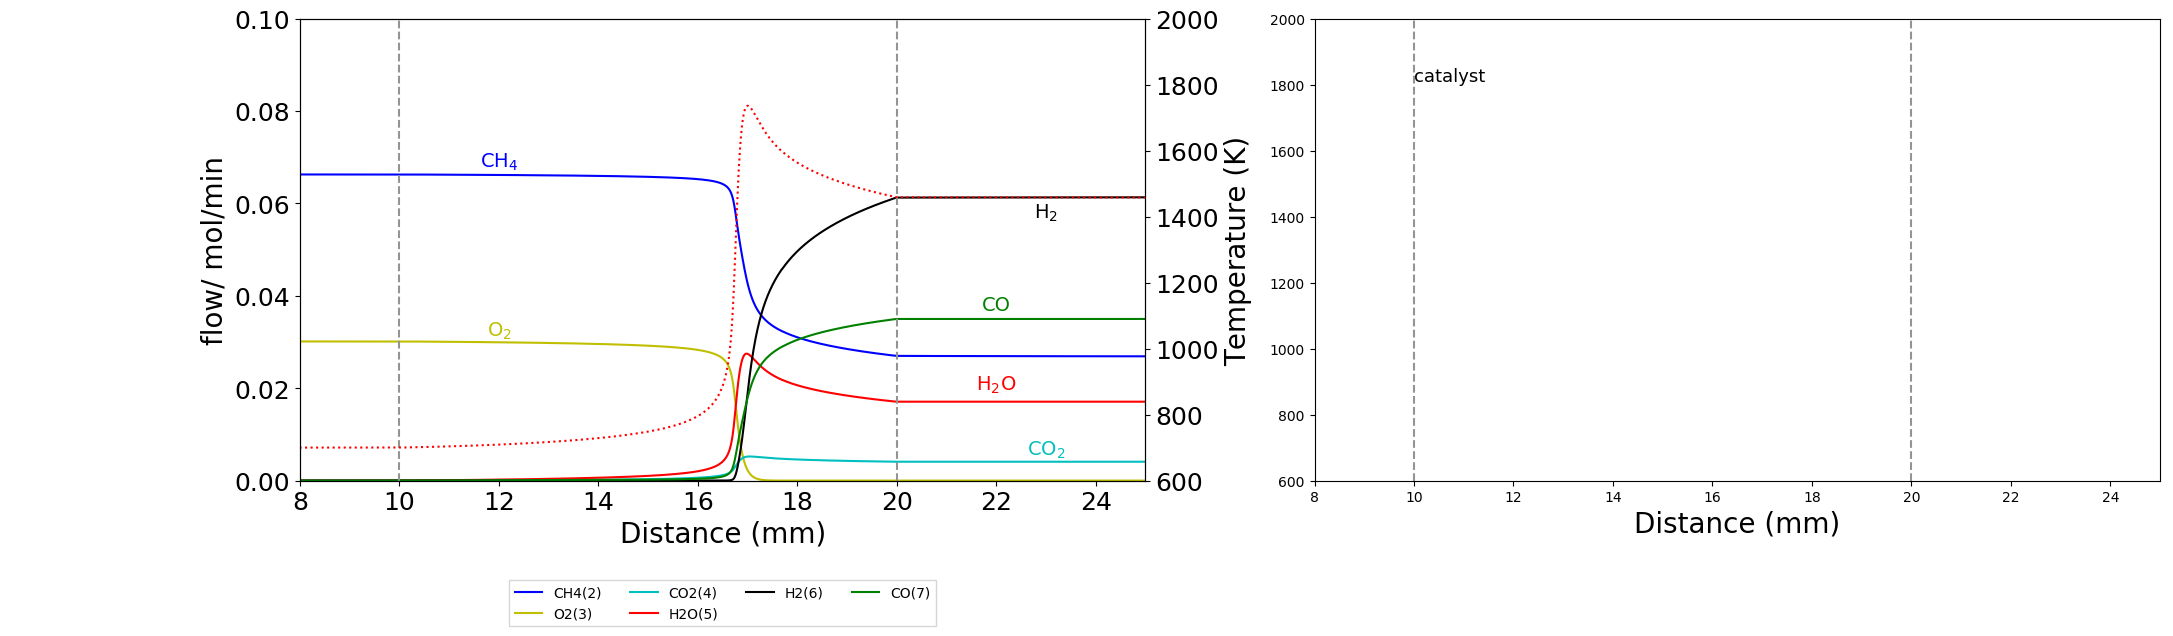 0.10
0.08
0.06
0.04
0.02
0.00
flow/ mol/min
CH₄
O₂
H₂
CO
H₂O
CO₂
8 10 12 14 16 18 20 22 24
Distance (mm)
2000
1800
1600
1400
1200
1000
800
600
Temperature (K)
CH4(2) CO2(4) H2(6) CO(7)
O2(3) H2O(5)
2000
1800
1600
1400
1200
1000
800
600
catalyst
8 10 12 14 16 18 20 22 24
Distance (mm)